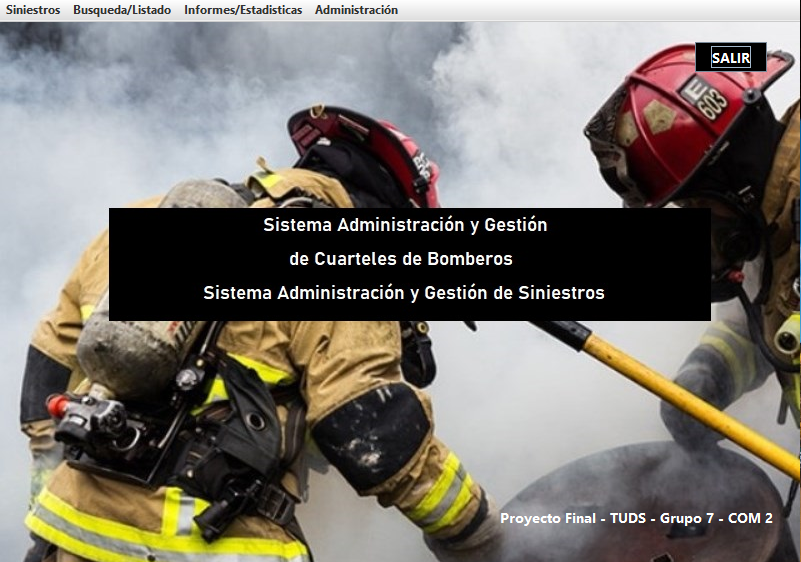 Siniestros Busqueda/Listado Informes/Estadisticas Administración
SALIR
E
603
Sistema Administración y Gestión
de Cuarteles de Bomberos
Sistema Administración y Gestión de Siniestros
Proyecto Final - TUDS - Grupo 7 - COM 2